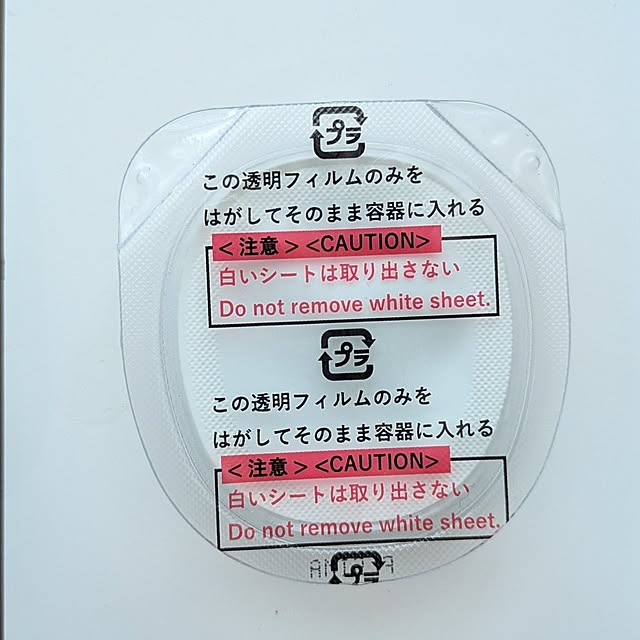 プラ
この透明フィルムのみを
はがしてそのまま容器に入れる
<注意> <CAUTION>
白いシートは取り出さない
Do not remove white sheet.
プラ
この透明フィルムのみを
はがしてそのまま容器に入れる
<注意> <CAUTION>
白いシートは取り出さない
Do not remove white sheet.
プラ